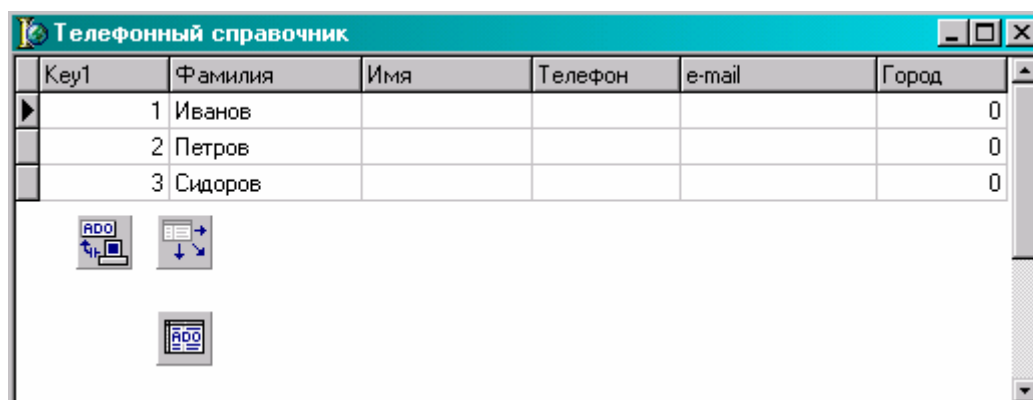 Телефонный справочник
Key1 Фамилия Имя Телефон e-mail Город
1 Иванов 0
2 Петров 0
3 Сидоров 0
ADO
ADO